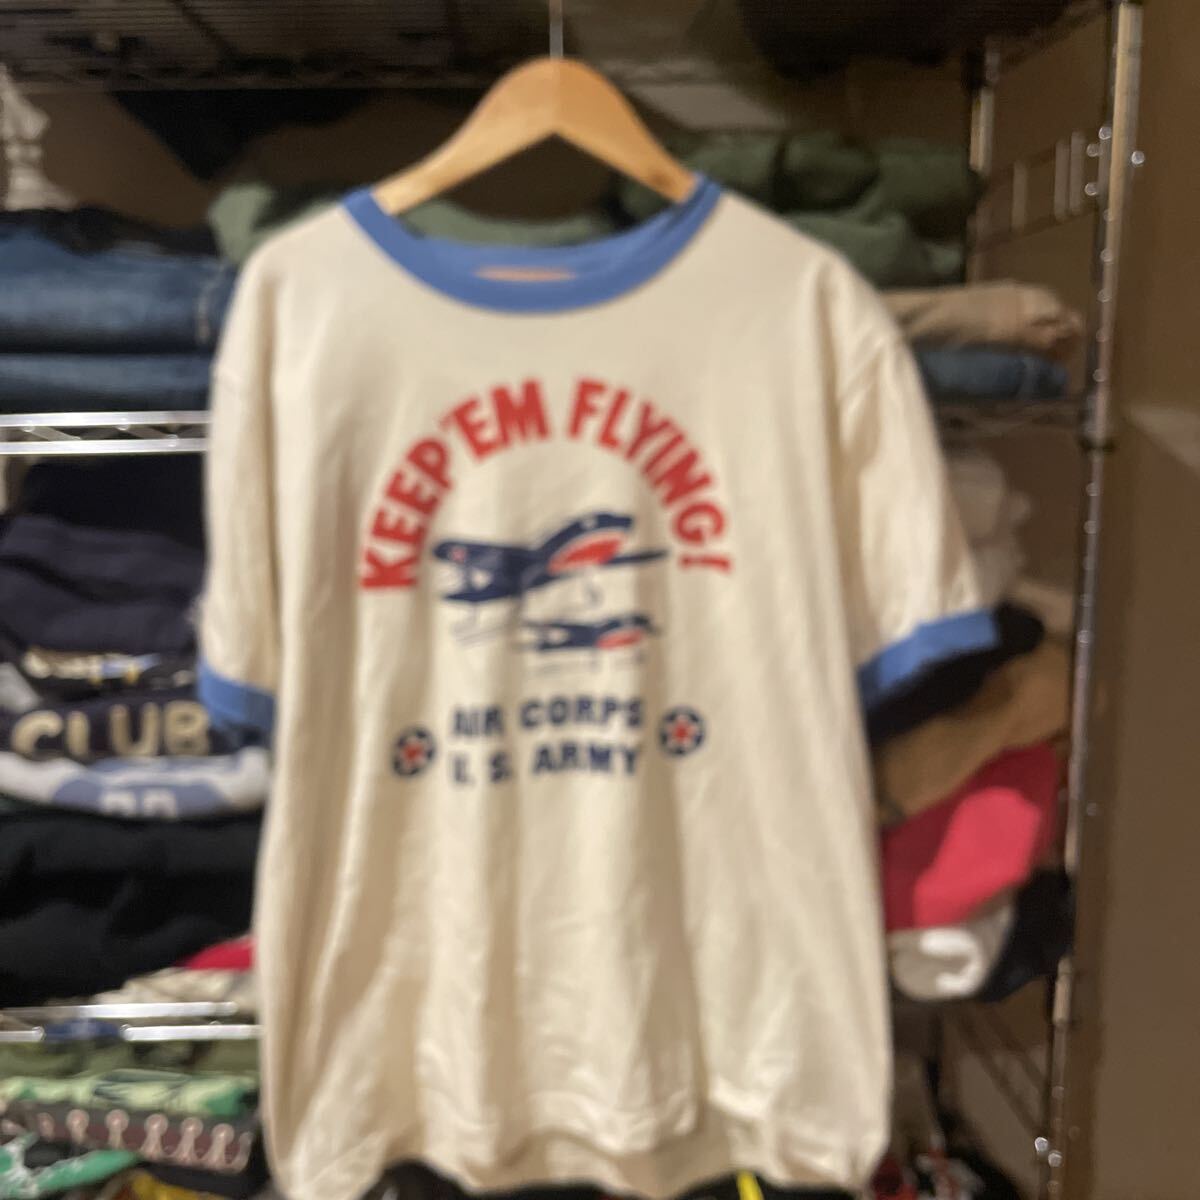 KEEP'EM FLYING!
AIR CORPS
U.S. ARMY
CLUB